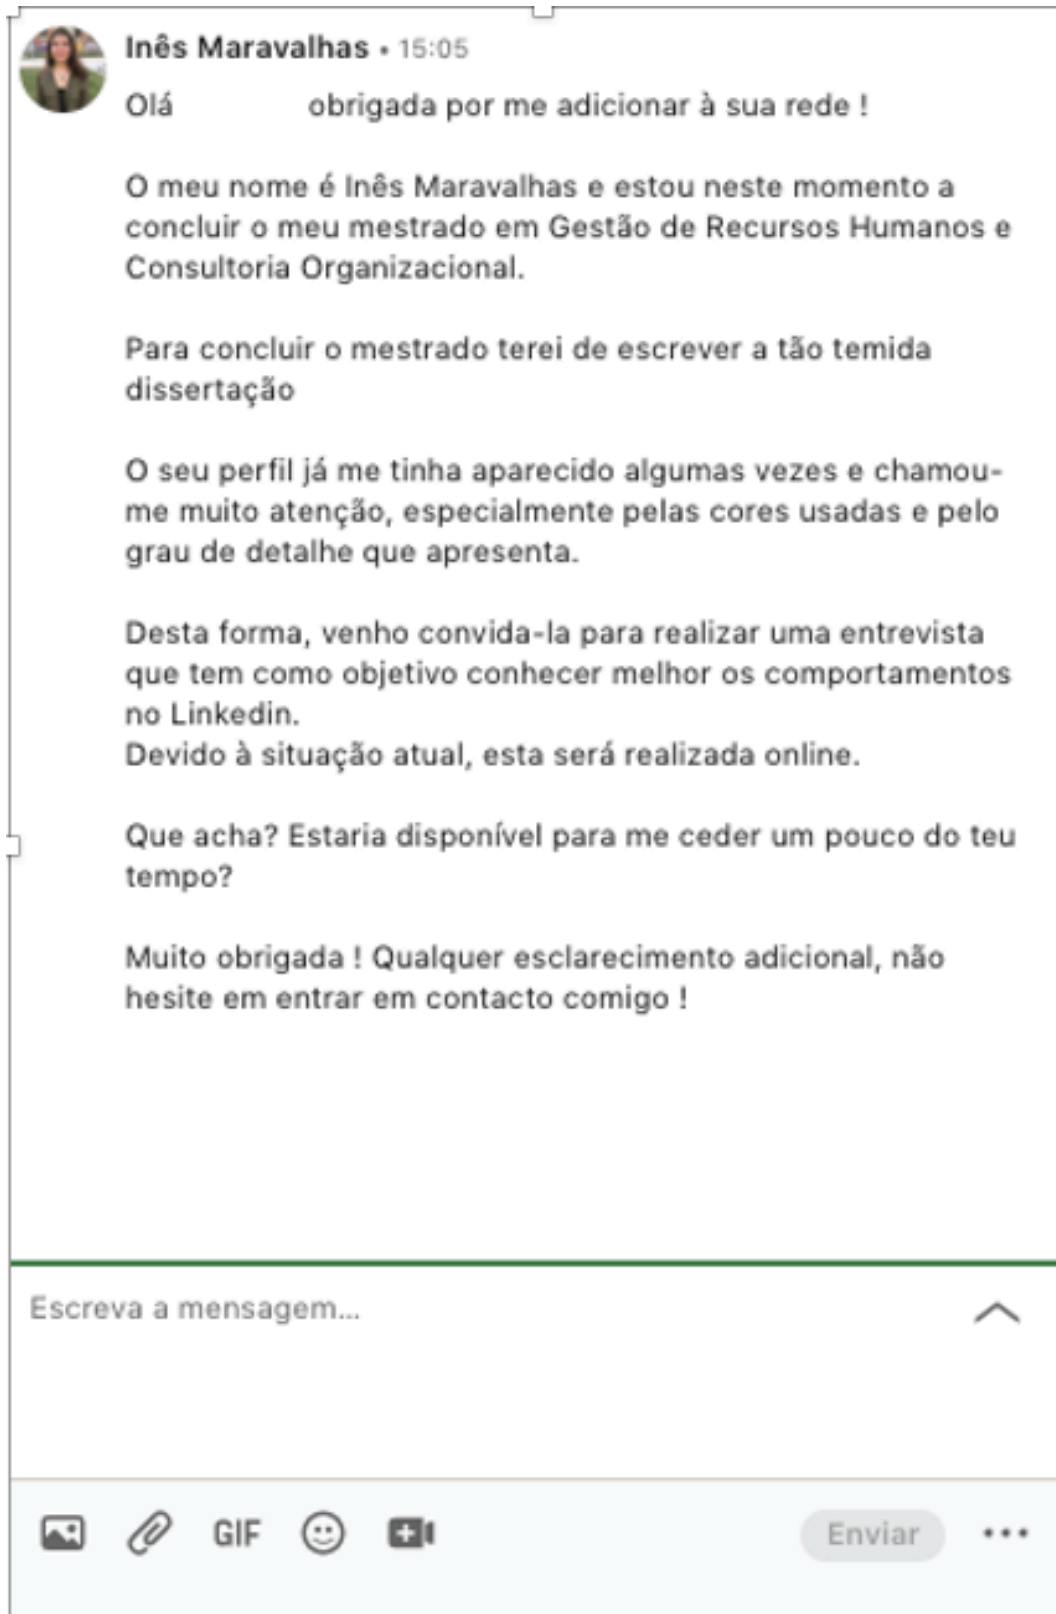 Inês Maravalhas • 15:05
Olá obrigada por me adicionar à sua rede !
O meu nome é Inês Maravalhas e estou neste momento a
concluir o meu mestrado em Gestão de Recursos Humanos e
Consultoria Organizacional.
Para concluir o mestrado terei de escrever a tão temida
dissertação
O seu perfil já me tinha aparecido algumas vezes e chamou-
me muito atenção, especialmente pelas cores usadas e pelo
grau de detalhe que apresenta.
Desta forma, venho convida-la para realizar uma entrevista
que tem como objetivo conhecer melhor os comportamentos
no Linkedin.
Devido à situação atual, esta será realizada online.
Que acha? Estaria disponível para me ceder um pouco do teu
tempo?
Muito obrigada ! Qualquer esclarecimento adicional, não
hesite em entrar em contacto comigo !
Escreva a mensagem...
GIF
Enviar